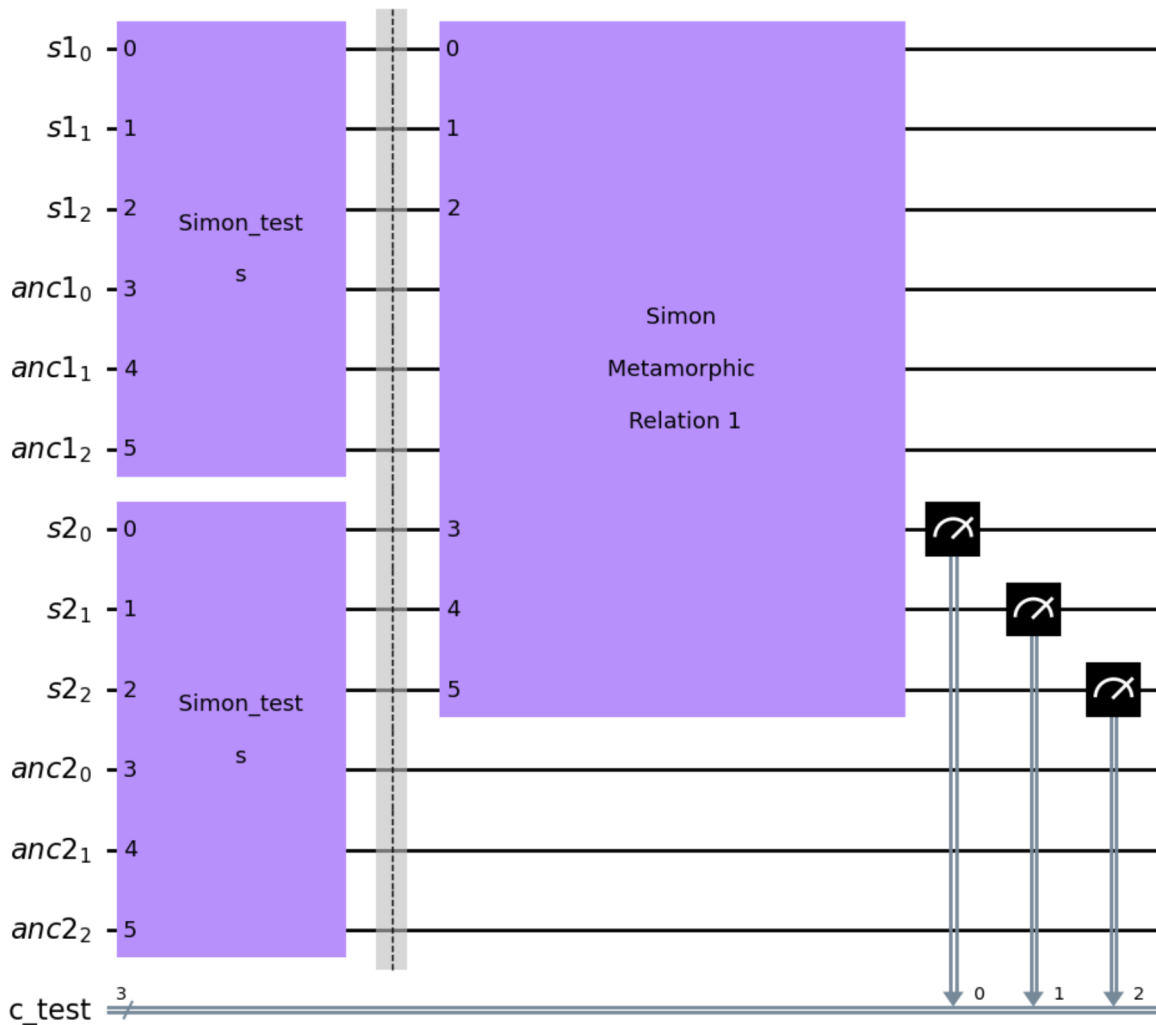 s1₀ 0 0
s1₁ 1 1
s1₂ 2 2
Simon_test
s
anc1₀ 3
Simon
anc1₁ 4
Metamorphic
Relation 1
anc1₂ 5
s2₀ 0 3
s2₁ 1 4
s2₂ 2 5
Simon_test
s
anc2₀ 3
anc2₁ 4
anc2₂ 5
c_test 3 0 1 2